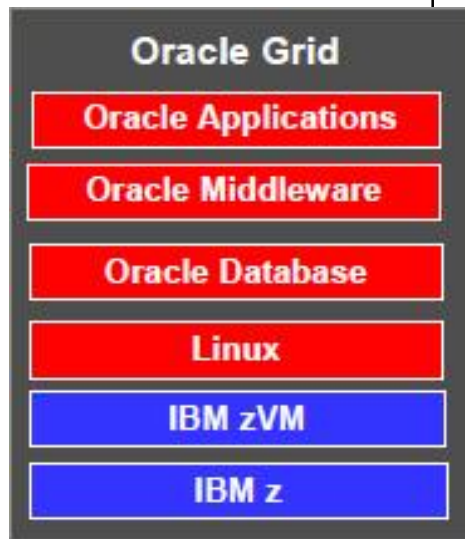 Oracle Grid
Oracle Applications
Oracle Middleware
Oracle Database
Linux
IBM zVM
IBM z